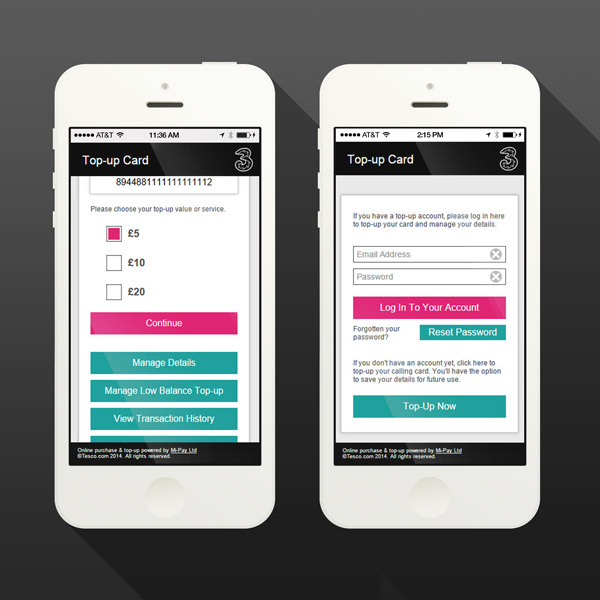 ●●●●● AT&T 11:36 AM
Top-up Card 3
8944881111111111112
Please choose your top-up value or service.
£5
£10
£20
Continue
Manage Details
Manage Low Balance Top-up
View Transaction History
Online purchase & top-up powered by Mi-Pay Ltd
©Tesco.com 2014. All rights reserved.
●●●●● AT&T 2:15 PM
Top-up Card 3
If you have a top-up account, please log in here
to top-up your card and manage your details.
Email Address
Password
Log In To Your Account
Forgotten your
password?
Reset Password
If you don't have an account yet, click here to
top-up your calling card. You'll have the option
to save your details for future use.
Top-Up Now
Online purchase & top-up powered by Mi-Pay Ltd
©Tesco.com 2014. All rights reserved.